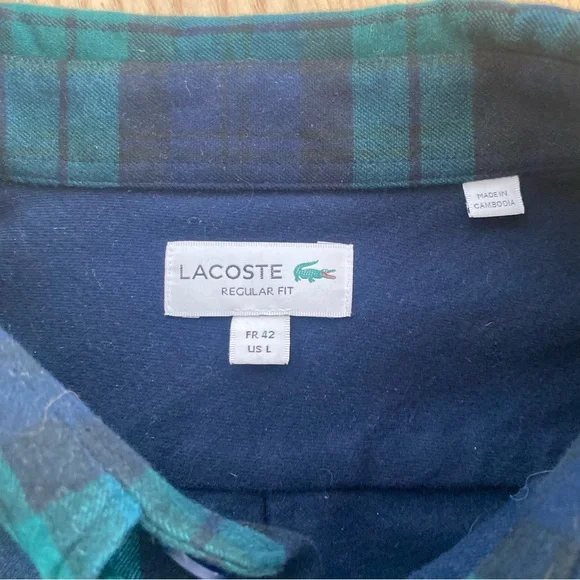 MADE IN
CAMBODIA
LACOSTE
REGULAR FIT
FR 42
US L